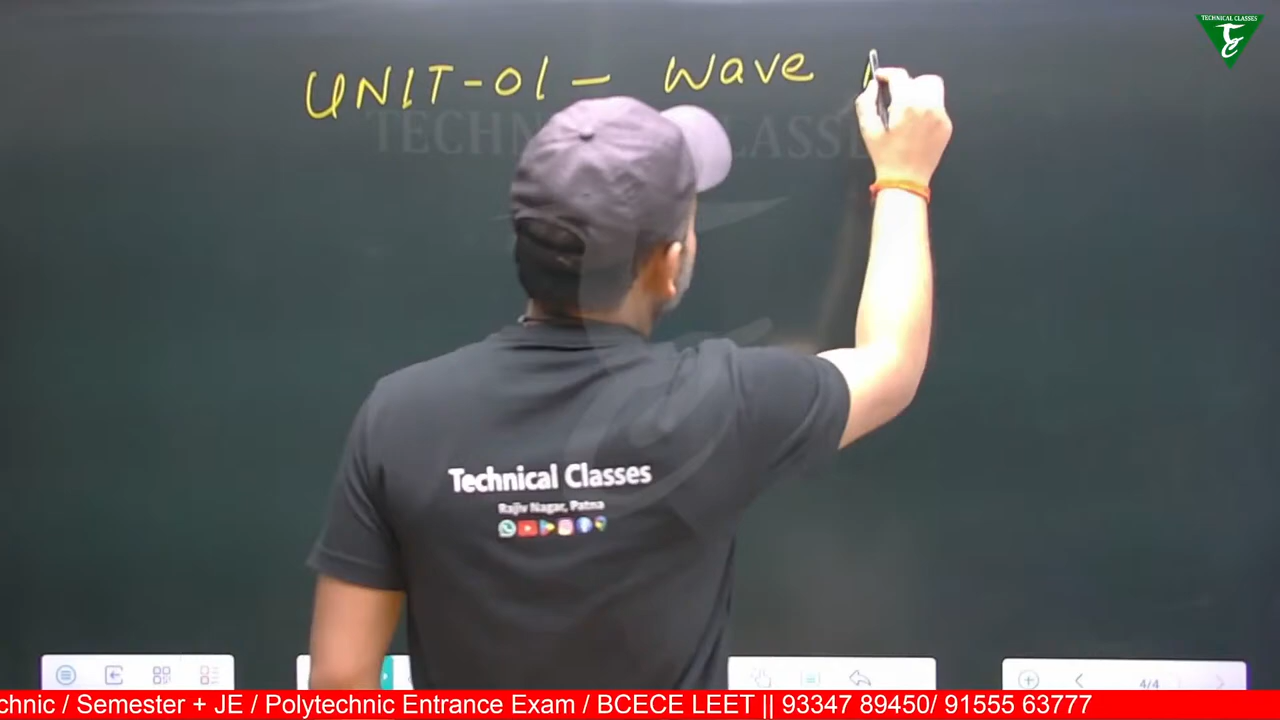 TECHNICAL CLASSES
UNIT-01 - Wave
Technical Classes
Rajiv Nagar, Patna
4/4
chnic / Semester + JE / Polytechnic Entrance Exam / BCECE LEET || 93347 89450/ 91555 63777